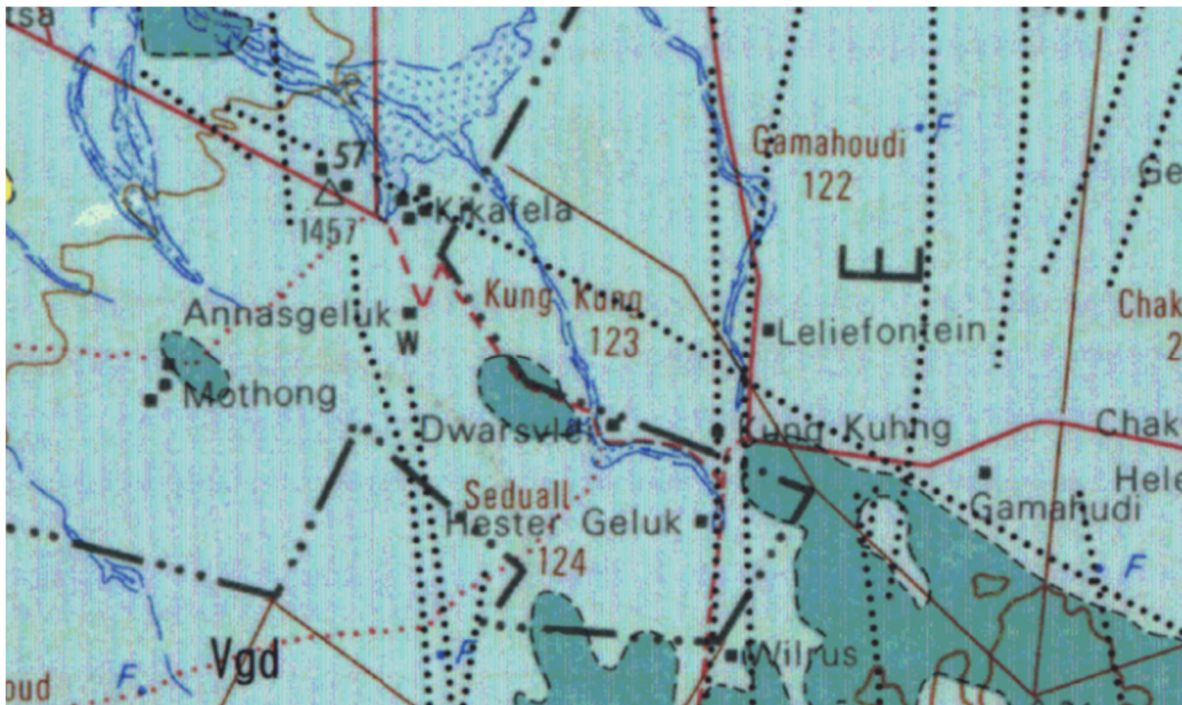 Gamahoudi
122
F
57
Ge
Kikafela
1457
E
Kung Kung
123
Annasgeluk
W
Leliefontein
Chak
2
Mothong
Dwarsvlei
Kung Kuhng
Chak
Hele
Seduall
124
Hester Geluk
Gamahudi
F
Vgd
F
F
Wilrus
oud